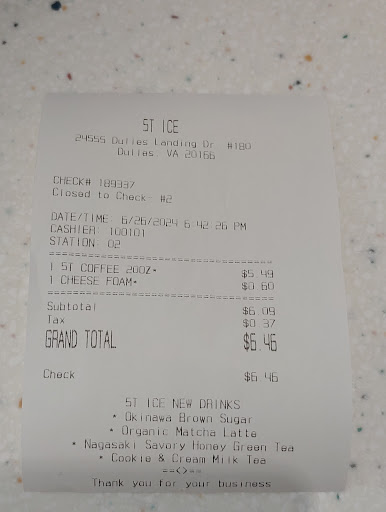 5T ICE
24555 Dulles Landing Dr. #180
Dulles, VA 20166
CHECK# 189337
Closed to Check: #2
DATE/TIME: 6/26/2024 6:42:26 PM
CASHIER: 100101
STATION: 02
===================================
1 5T COFFEE 20OZ* $5.49
1 CHEESE FOAM* $0.60
===================================
Subtotal $6.09
Tax $0.37
GRAND TOTAL $6.46
Check $6.46
5T ICE NEW DRINKS
* Okinawa Brown Sugar
* Organic Matcha Latte
* Nagasaki Savory Honey Green Tea
* Cookie & Cream Milk Tea
==<>==
Thank you for your business